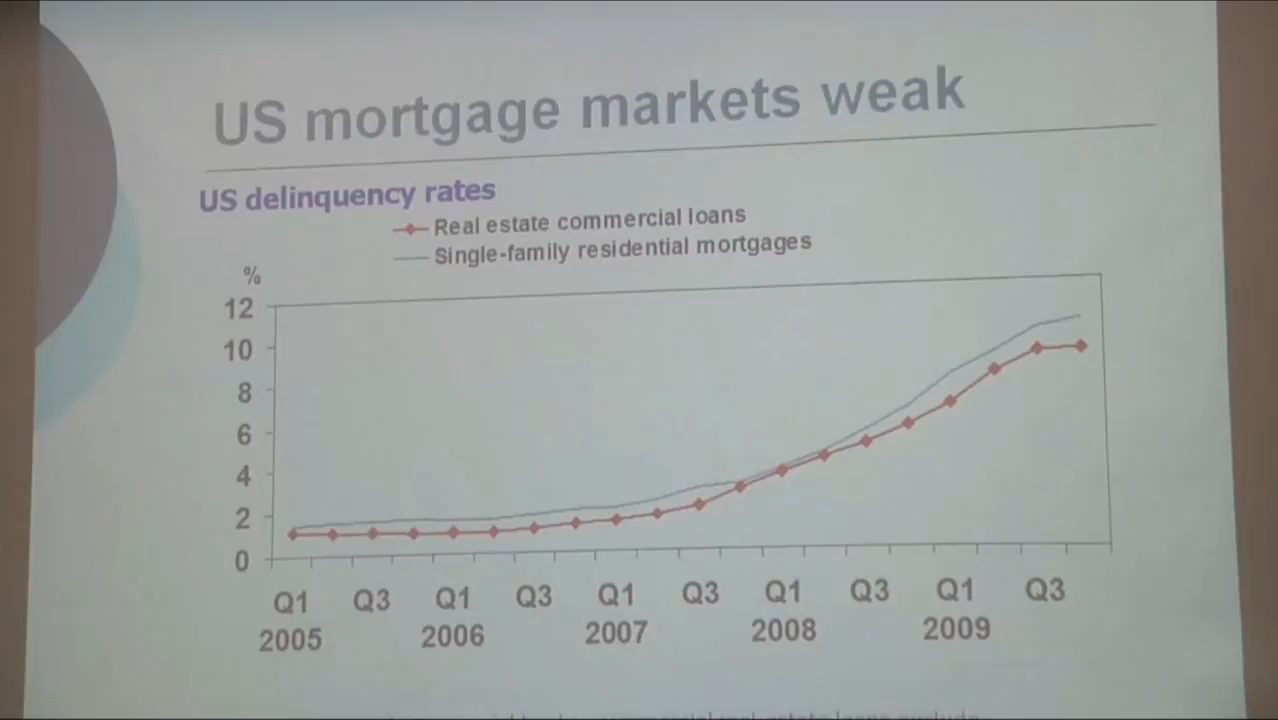 US mortgage markets weak
US delinquency rates
Real estate commercial loans
Single-family residential mortgages
%
12
10
8
6
4
2
0
Q1 Q3 Q1 Q3 Q1 Q3 Q1 Q3 Q1 Q3
2005 2006 2007 2008 2009